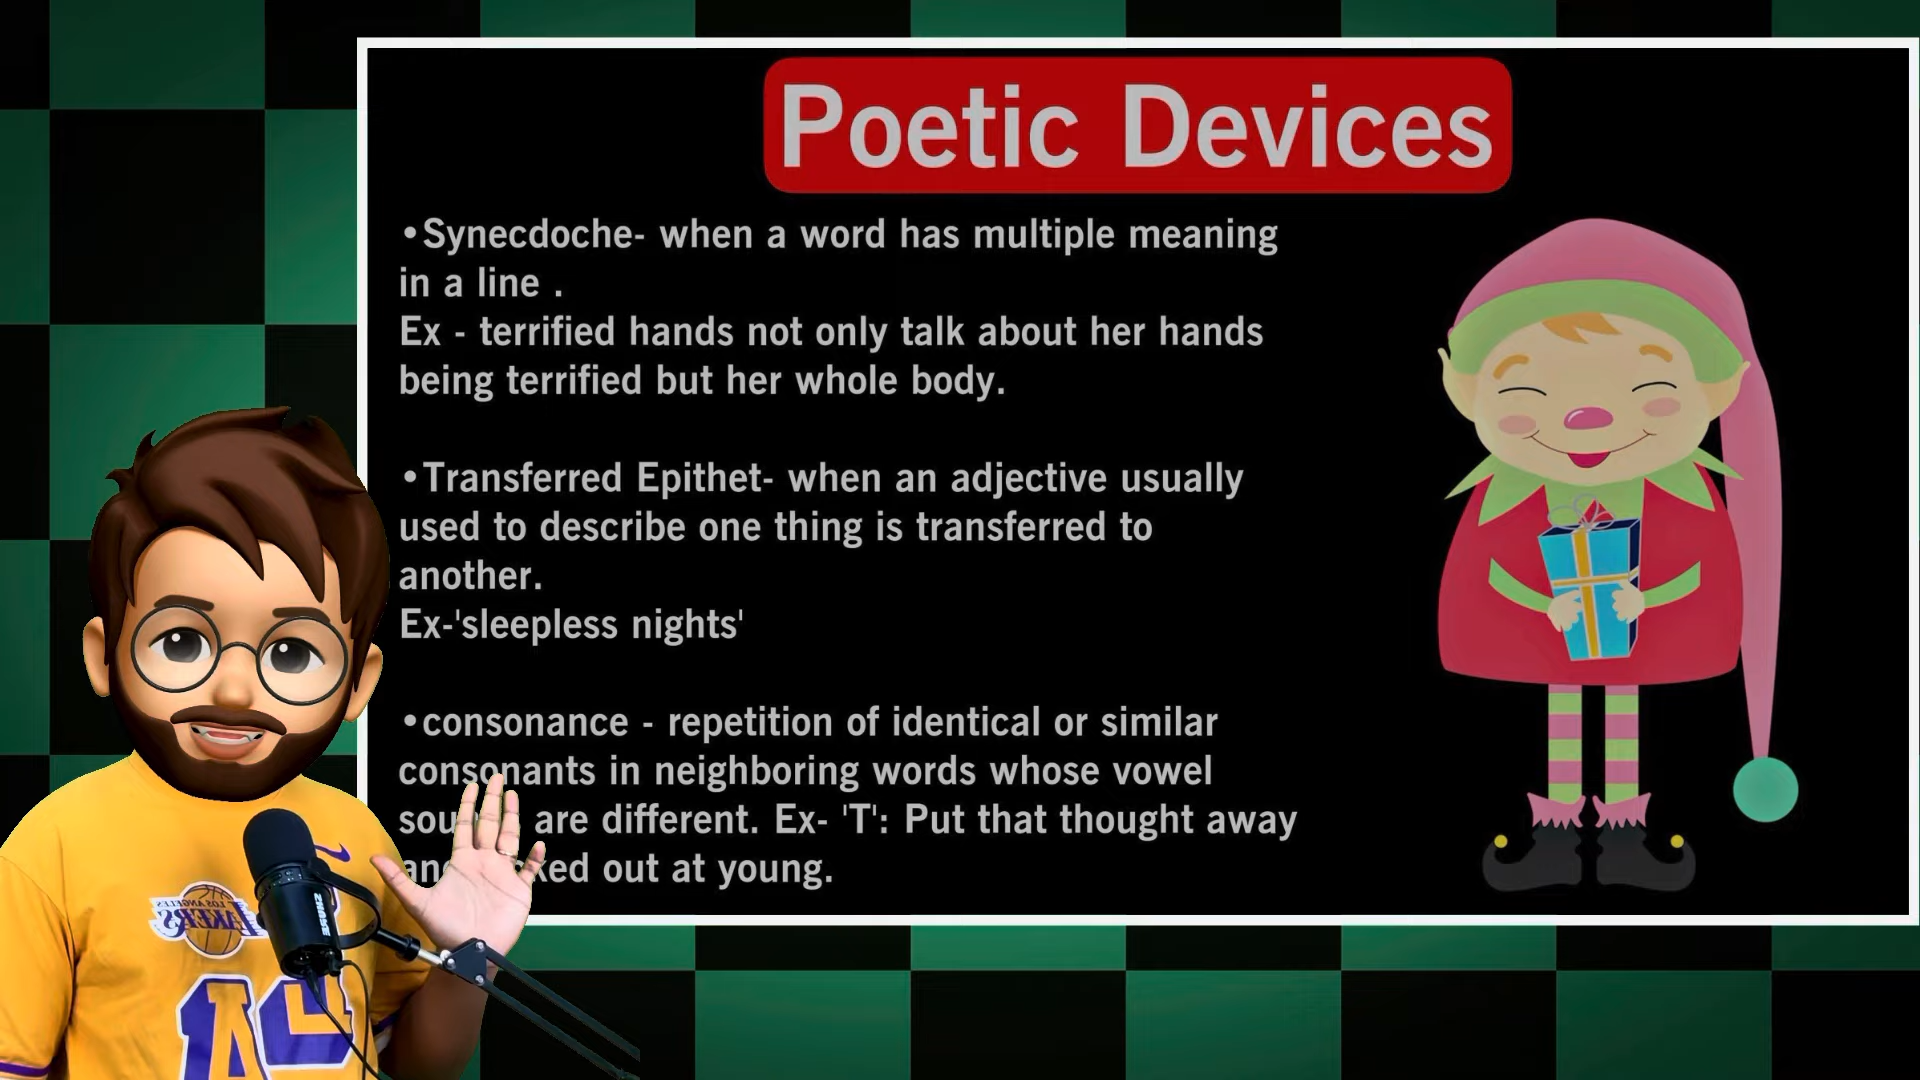 Poetic Devices
•Synecdoche- when a word has multiple meaning
in a line .
Ex - terrified hands not only talk about her hands
being terrified but her whole body.
•Transferred Epithet- when an adjective usually
used to describe one thing is transferred to
another.
Ex-'sleepless nights'
•consonance - repetition of identical or similar
consonants in neighboring words whose vowel
are different. Ex- 'T': Put that thought away
out at young.
LOS ANGELES
LAKERS
SHURE